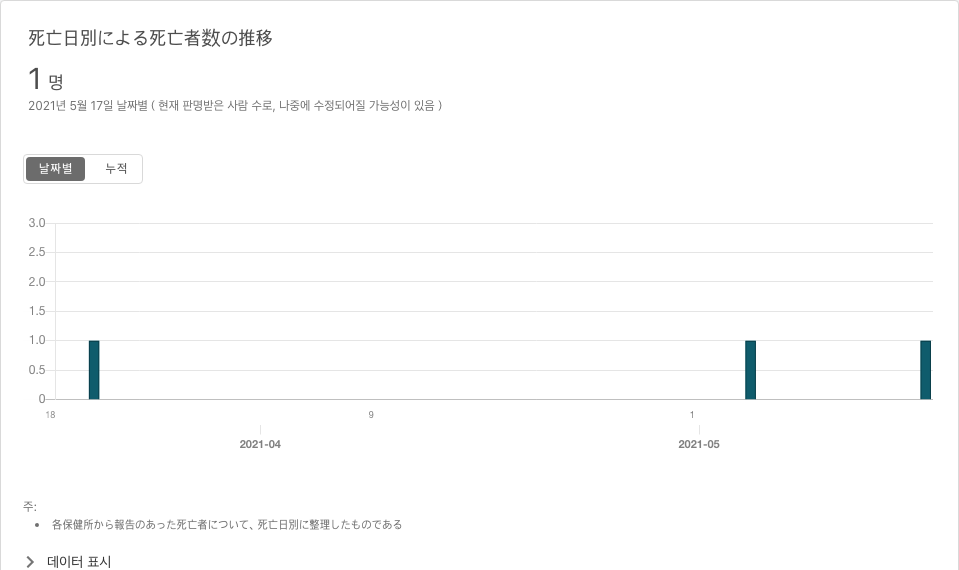 死亡日別による死亡者数の推移
1 명
2021년 5월 17일 날짜별 ( 현재 판명받은 사람 수로, 나중에 수정되어질 가능성이 있음 )
날짜별 누적
3.0
2.5
2.0
1.5
1.0
0.5
0
18 9 1
2021-04 2021-05
주:
• 各保健所から報告のあった死亡者について、死亡日別に整理したものである
데이터 표시